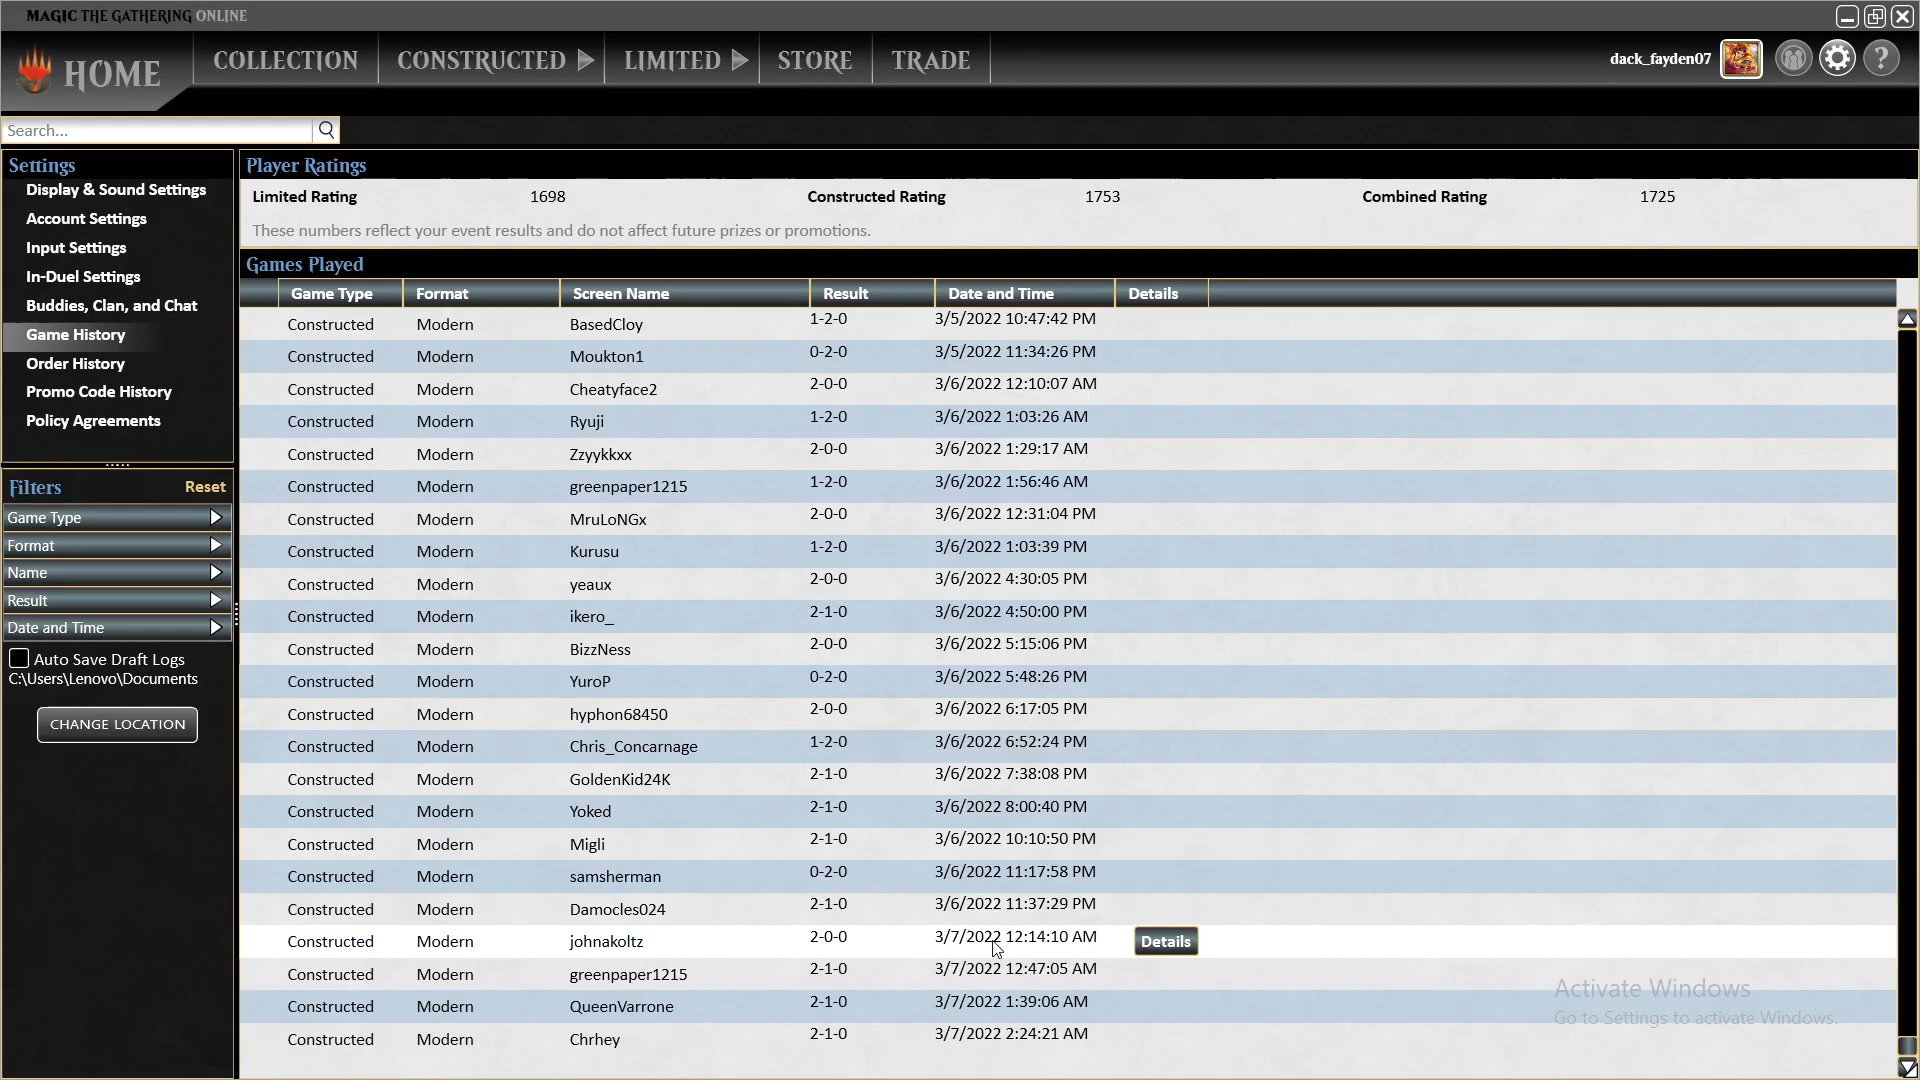 MAGIC THE GATHERING ONLINE
HOME COLLECTION CONSTRUCTED LIMITED STORE TRADE dack_fayden07 ?
Search...
Settings
Display & Sound Settings
Account Settings
Input Settings
In-Duel Settings
Buddies, Clan, and Chat
Game History
Order History
Promo Code History
Policy Agreements
Filters Reset
Game Type
Format
Name
Result
Date and Time
Auto Save Draft Logs
C:\Users\Lenovo\Documents
CHANGE LOCATION
Player Ratings
Limited Rating 1698 Constructed Rating 1753 Combined Rating 1725
These numbers reflect your event results and do not affect future prizes or promotions.
Games Played
Game Type Format Screen Name Result Date and Time Details
Constructed Modern BasedCloy 1-2-0 3/5/2022 10:47:42 PM
Constructed Modern Moukton1 0-2-0 3/5/2022 11:34:26 PM
Constructed Modern Cheatyface2 2-0-0 3/6/2022 12:10:07 AM
Constructed Modern Ryuji 1-2-0 3/6/2022 1:03:26 AM
Constructed Modern Zzyykkxx 2-0-0 3/6/2022 1:29:17 AM
Constructed Modern greenpaper1215 1-2-0 3/6/2022 1:56:46 AM
Constructed Modern MruLoNGx 2-0-0 3/6/2022 12:31:04 PM
Constructed Modern Kurusu 1-2-0 3/6/2022 1:03:39 PM
Constructed Modern yeaux 2-0-0 3/6/2022 4:30:05 PM
Constructed Modern ikero_ 2-1-0 3/6/2022 4:50:00 PM
Constructed Modern BizzNess 2-0-0 3/6/2022 5:15:06 PM
Constructed Modern YuroP 0-2-0 3/6/2022 5:48:26 PM
Constructed Modern hyphon68450 2-0-0 3/6/2022 6:17:05 PM
Constructed Modern Chris_Concarnage 1-2-0 3/6/2022 6:52:24 PM
Constructed Modern GoldenKid24K 2-1-0 3/6/2022 7:38:08 PM
Constructed Modern Yoked 2-1-0 3/6/2022 8:00:40 PM
Constructed Modern Migli 2-1-0 3/6/2022 10:10:50 PM
Constructed Modern samsherman 0-2-0 3/6/2022 11:17:58 PM
Constructed Modern Damocles024 2-1-0 3/6/2022 11:37:29 PM
Constructed Modern johnakoltz 2-0-0 3/7/2022 12:14:10 AM Details
Constructed Modern greenpaper1215 2-1-0 3/7/2022 12:47:05 AM
Constructed Modern QueenVarrone 2-1-0 3/7/2022 1:39:06 AM
Constructed Modern Chrhey 2-1-0 3/7/2022 2:24:21 AM
Activate Windows
Go to Settings to activate Windows.